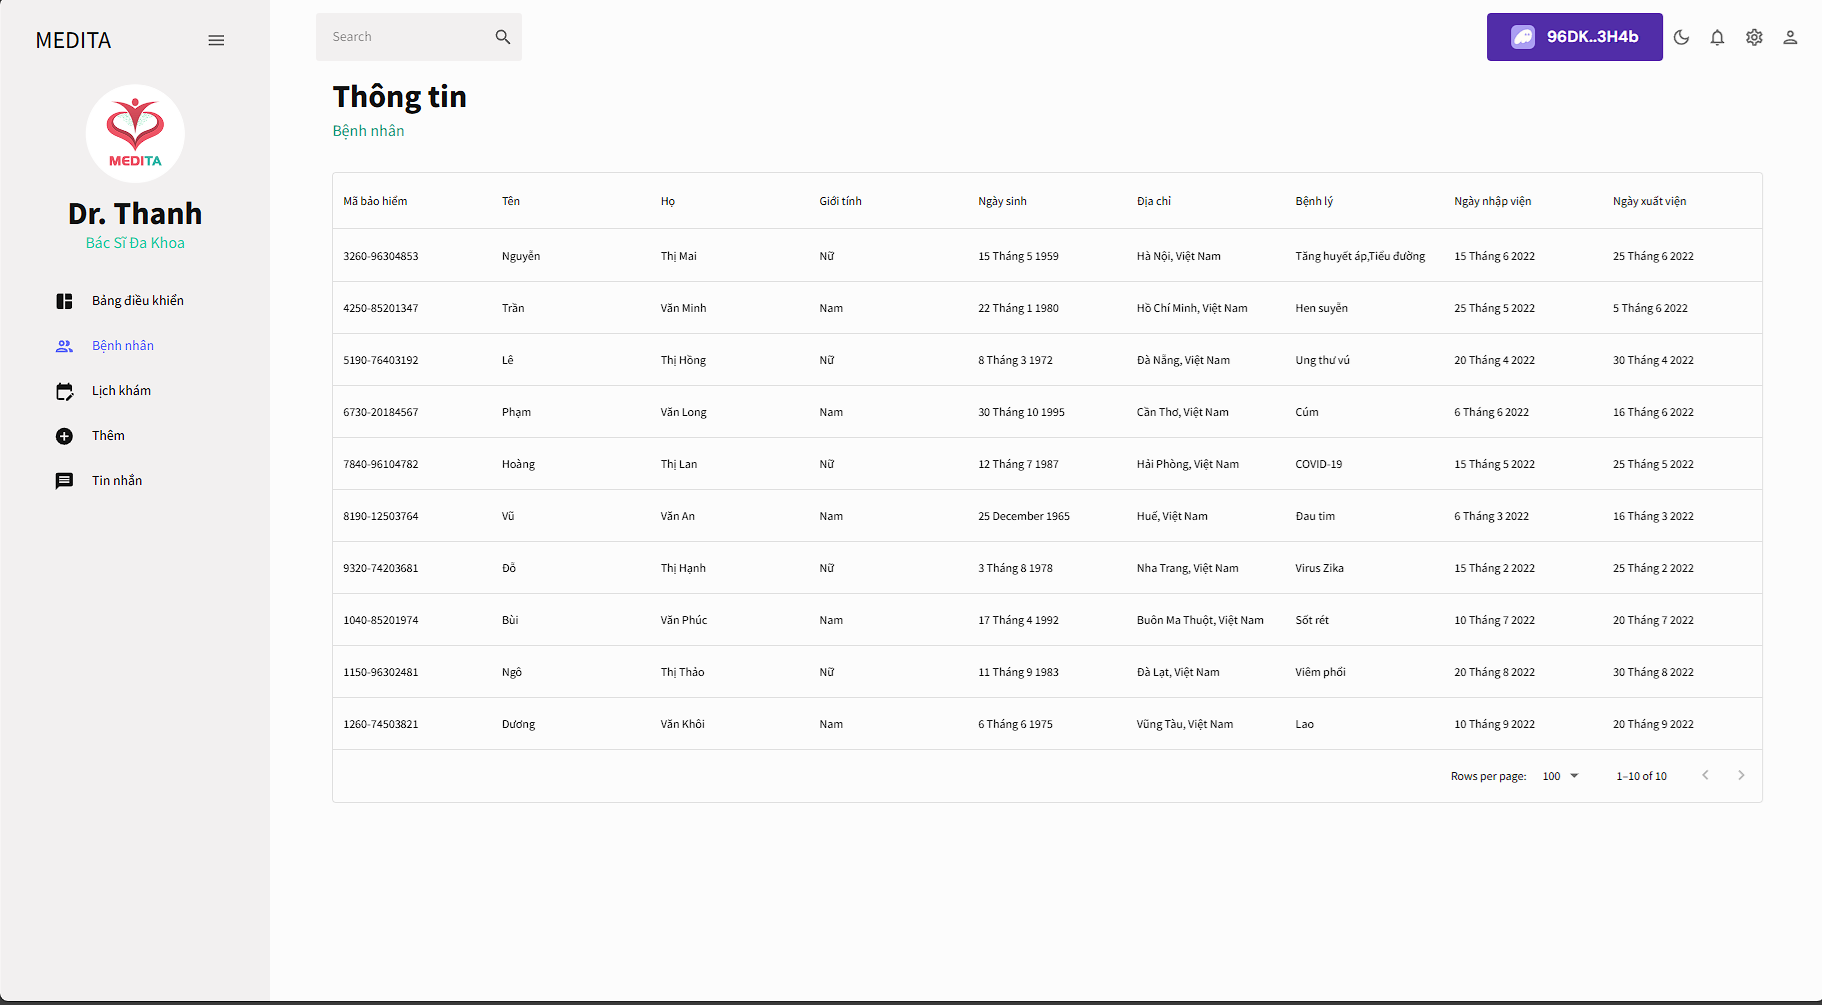 MEDITA
MEDITA
Dr. Thanh
Bác Sĩ Đa Khoa
Bảng điều khiển
Bệnh nhân
Lịch khám
Thêm
Tin nhắn
Search
96DK..3H4b
Thông tin
Bệnh nhân
Mã bảo hiểm Tên Họ Giới tính Ngày sinh Địa chỉ Bệnh lý Ngày nhập viện Ngày xuất viện
3260-96304853 Nguyễn Thị Mai Nữ 15 Tháng 5 1959 Hà Nội, Việt Nam Tăng huyết áp,Tiểu đường 15 Tháng 6 2022 25 Tháng 6 2022
4250-85201347 Trần Văn Minh Nam 22 Tháng 1 1980 Hồ Chí Minh, Việt Nam Hen suyễn 25 Tháng 5 2022 5 Tháng 6 2022
5190-76403192 Lê Thị Hồng Nữ 8 Tháng 3 1972 Đà Nẵng, Việt Nam Ung thư vú 20 Tháng 4 2022 30 Tháng 4 2022
6730-20184567 Phạm Văn Long Nam 30 Tháng 10 1995 Cần Thơ, Việt Nam Cúm 6 Tháng 6 2022 16 Tháng 6 2022
7840-96104782 Hoàng Thị Lan Nữ 12 Tháng 7 1987 Hải Phòng, Việt Nam COVID-19 15 Tháng 5 2022 25 Tháng 5 2022
8190-12503764 Vũ Văn An Nam 25 December 1965 Huế, Việt Nam Đau tim 6 Tháng 3 2022 16 Tháng 3 2022
9320-74203681 Đỗ Thị Hạnh Nữ 3 Tháng 8 1978 Nha Trang, Việt Nam Virus Zika 15 Tháng 2 2022 25 Tháng 2 2022
1040-85201974 Bùi Văn Phúc Nam 17 Tháng 4 1992 Buôn Ma Thuột, Việt Nam Sốt rét 10 Tháng 7 2022 20 Tháng 7 2022
1150-96302481 Ngô Thị Thảo Nữ 11 Tháng 9 1983 Đà Lạt, Việt Nam Viêm phổi 20 Tháng 8 2022 30 Tháng 8 2022
1260-74503821 Dương Văn Khôi Nam 6 Tháng 6 1975 Vũng Tàu, Việt Nam Lao 10 Tháng 9 2022 20 Tháng 9 2022
Rows per page: 100 1–10 of 10